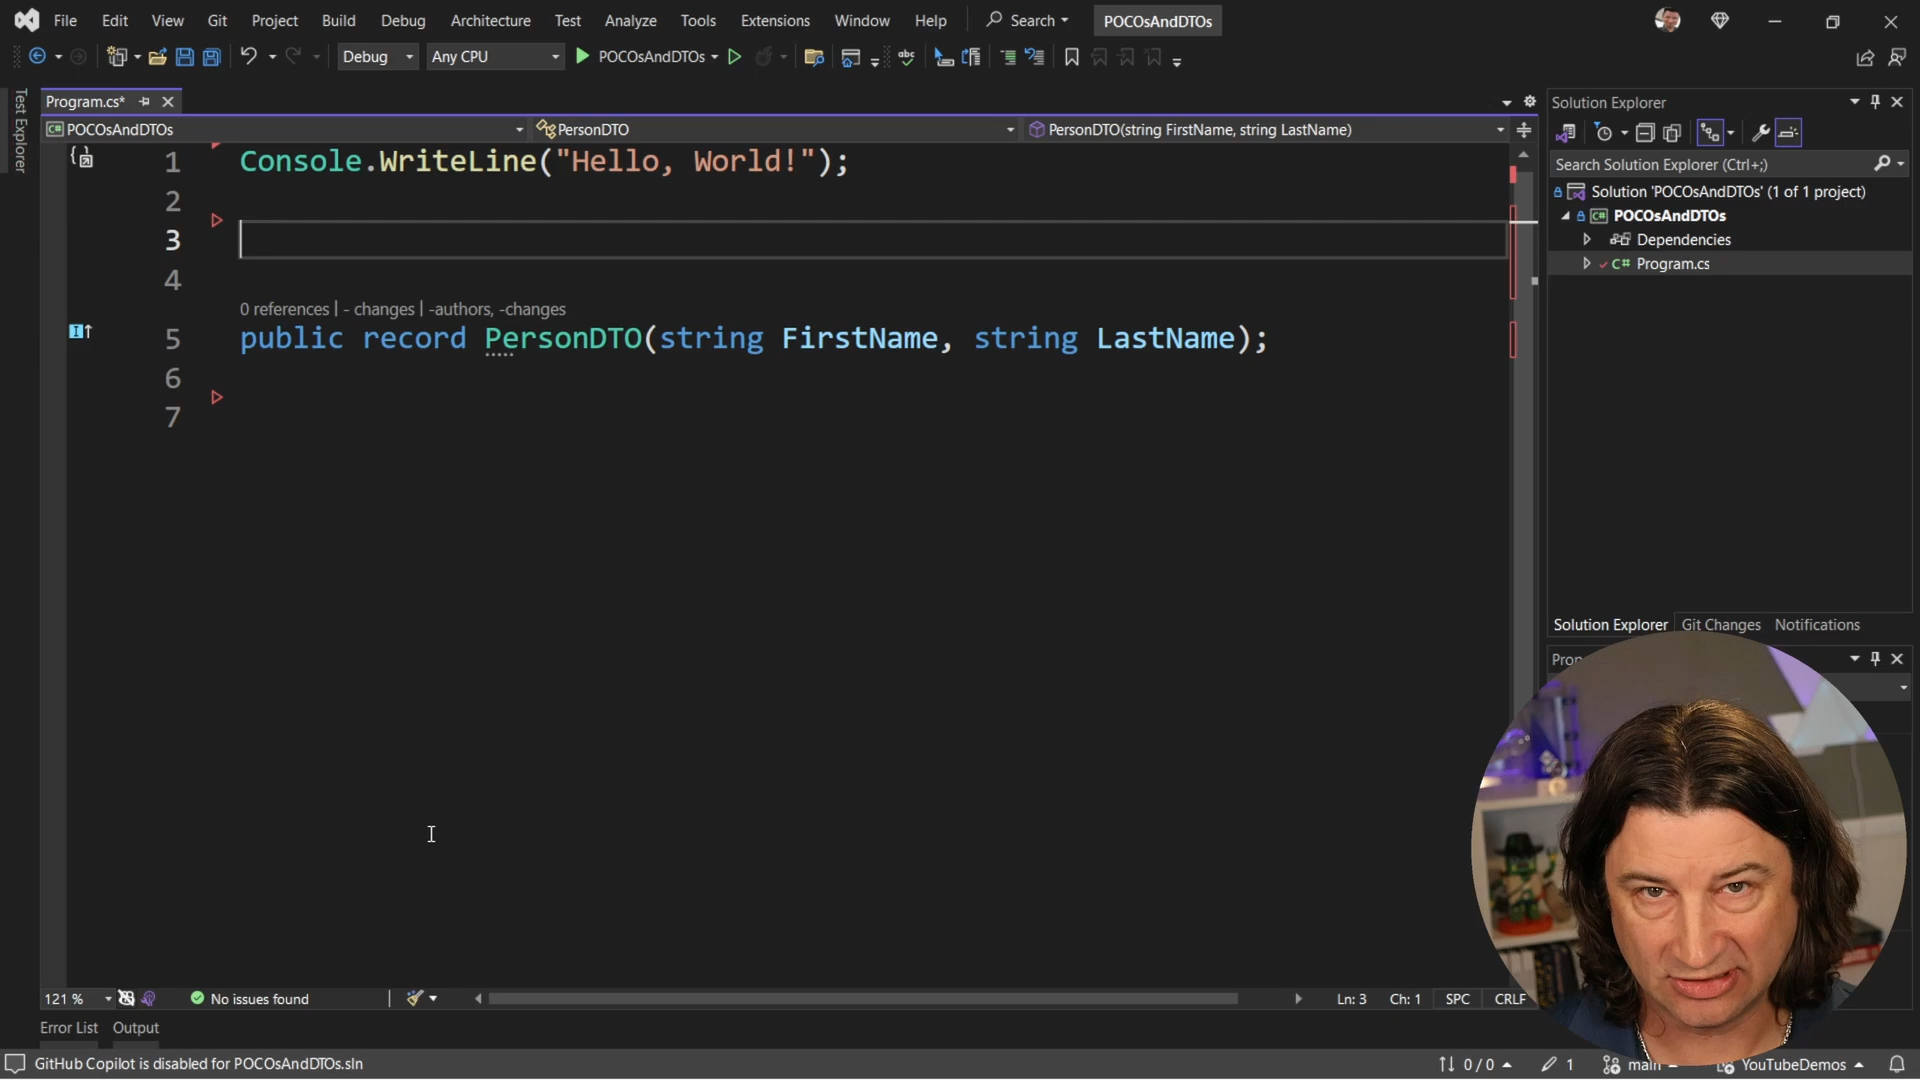 File Edit View Git Project Build Debug Architecture Test Analyze Tools Extensions Window Help Search POCOsAndDTOs
Debug Any CPU POCOsAndDTOs
Test Explorer
Program.cs*
POCOsAndDTOs PersonDTO PersonDTO(string FirstName, string LastName)
1 Console.WriteLine("Hello, World!");
2
3
4
0 references | - changes | -authors, -changes
5 public record PersonDTO(string FirstName, string LastName);
6
7
Solution Explorer
Search Solution Explorer (Ctrl+;)
Solution 'POCOsAndDTOs' (1 of 1 project)
POCOsAndDTOs
Dependencies
C# Program.cs
Solution Explorer Git Changes Notifications
121 % No issues found Ln: 3 Ch: 1 SPC CRLF
Error List Output
GitHub Copilot is disabled for POCOsAndDTOs.sln 0 / 0 1 main YouTubeDemos